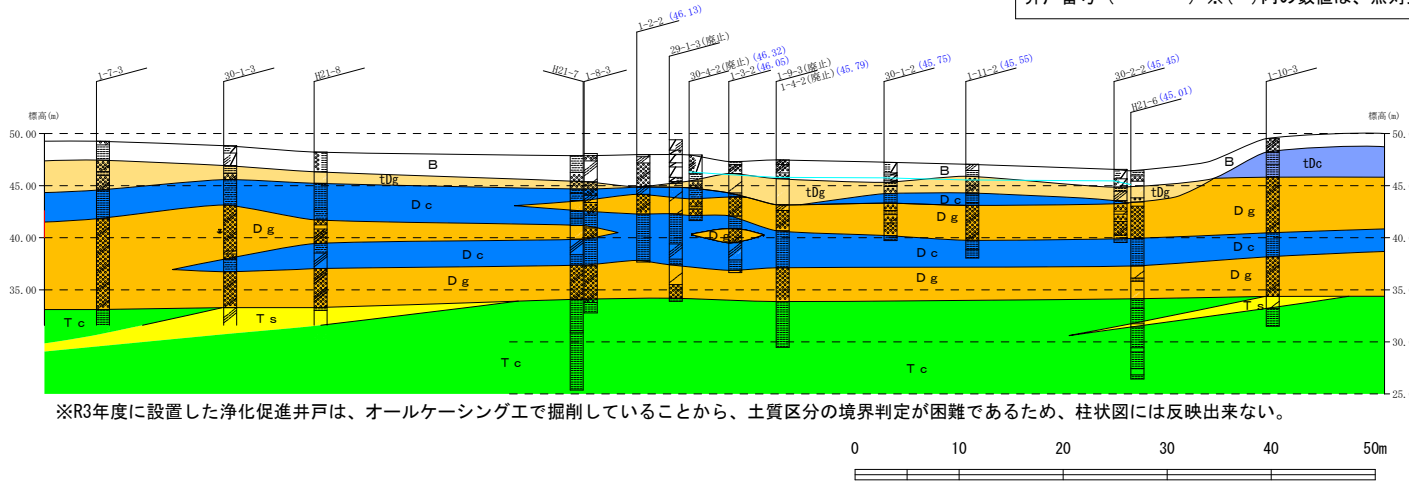 1-2-2 (46.13)
29-1-3(廃止)
30-4-2(廃止) (46.32)
1-3-2 (46.05)
1-9-3(廃止)
1-4-2(廃止) (45.79)
30-1-2 (45.75)
1-11-2 (45.55)
30-2-2 (45.45)
H21-6 (45.01)
1-10-3
1-7-3
30-1-3
H21-8
H21-7
1-8-3
標高(m)
標高(m)
50.00
45.00
40.00
35.00
50.
45.
40.
35.
30.
25.
B
B
B
tDg
tDg
tDg
tDc
Dc
Dc
Dg
Dg
Dg
Dc
Dc
Dc
Dg
Dg
Dg
Dg
Dc
Tc
Ts
Tc
Tc
Ts
※R3年度に設置した浄化促進井戸は、オールケーシング工で掘削していることから、土質区分の境界判定が困難であるため、柱状図には反映出来ない。
0 10 20 30 40 50m